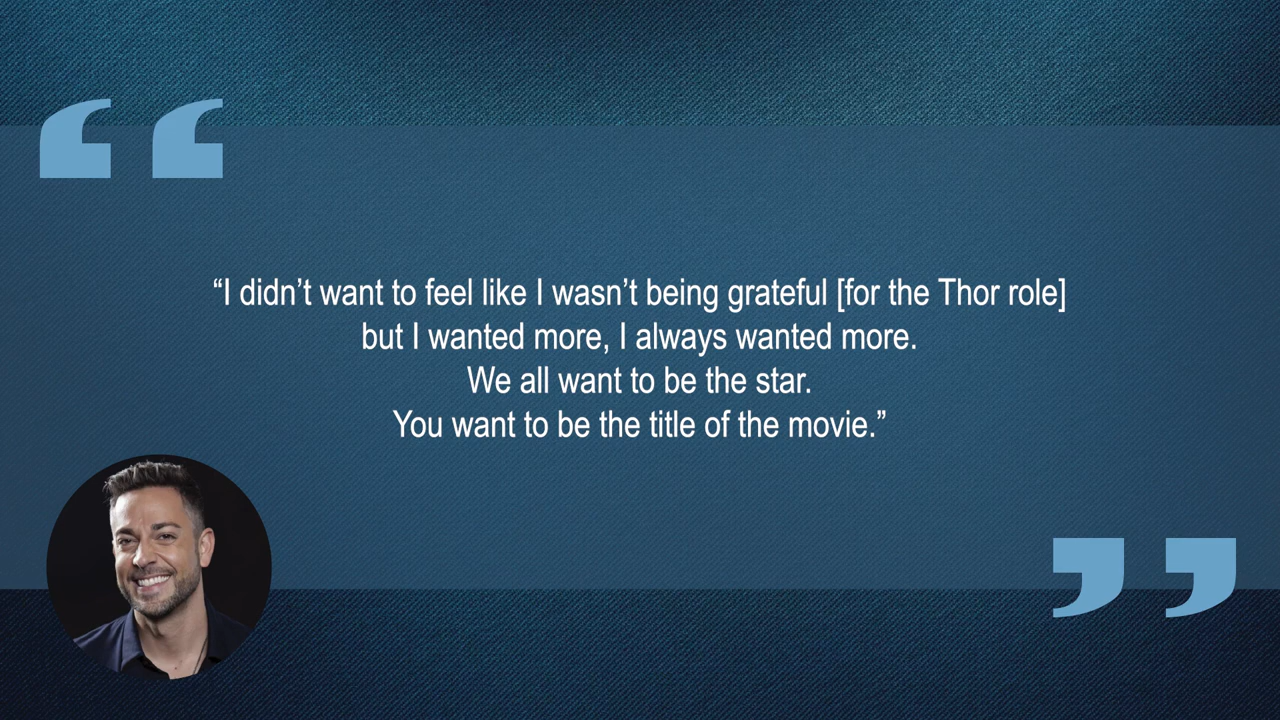 “I didn’t want to feel like I wasn’t being grateful [for the Thor role]
but I wanted more, I always wanted more.
We all want to be the star.
You want to be the title of the movie.”